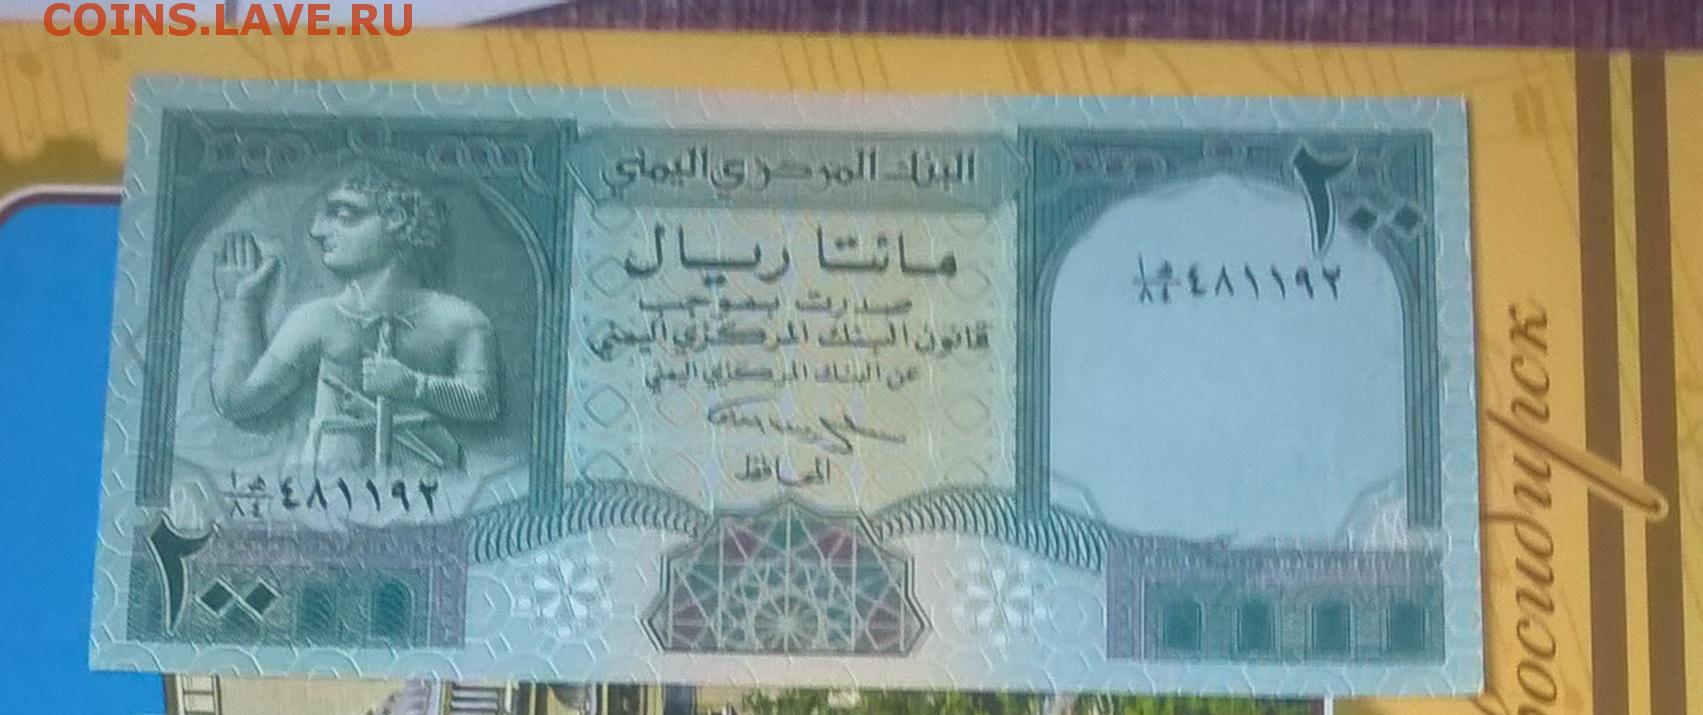 COINS.LAVE.RU
البنك المركزي اليمني
مائتا ريال
صدرت بموجب
قانون البنك المركزي اليمني
عن البنك المركزي اليمني
المحافظ
٢٠٠
٤٨١١٩٢
٤٨١١٩٢
٢٠٠